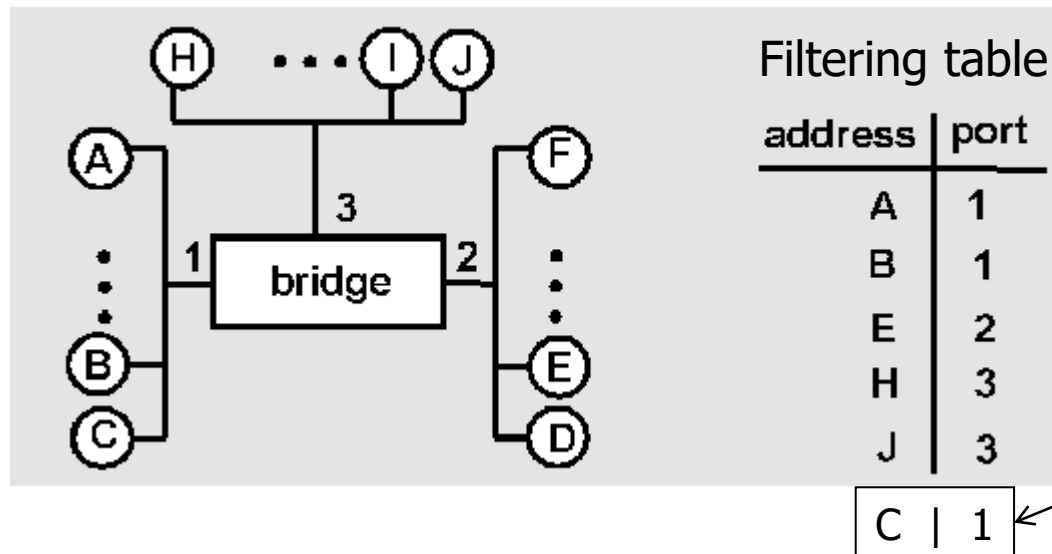 H I J
A F
3
1 bridge 2
B E
C D
Filtering table
address | port
A | 1
B | 1
E | 2
H | 3
J | 3
C | 1